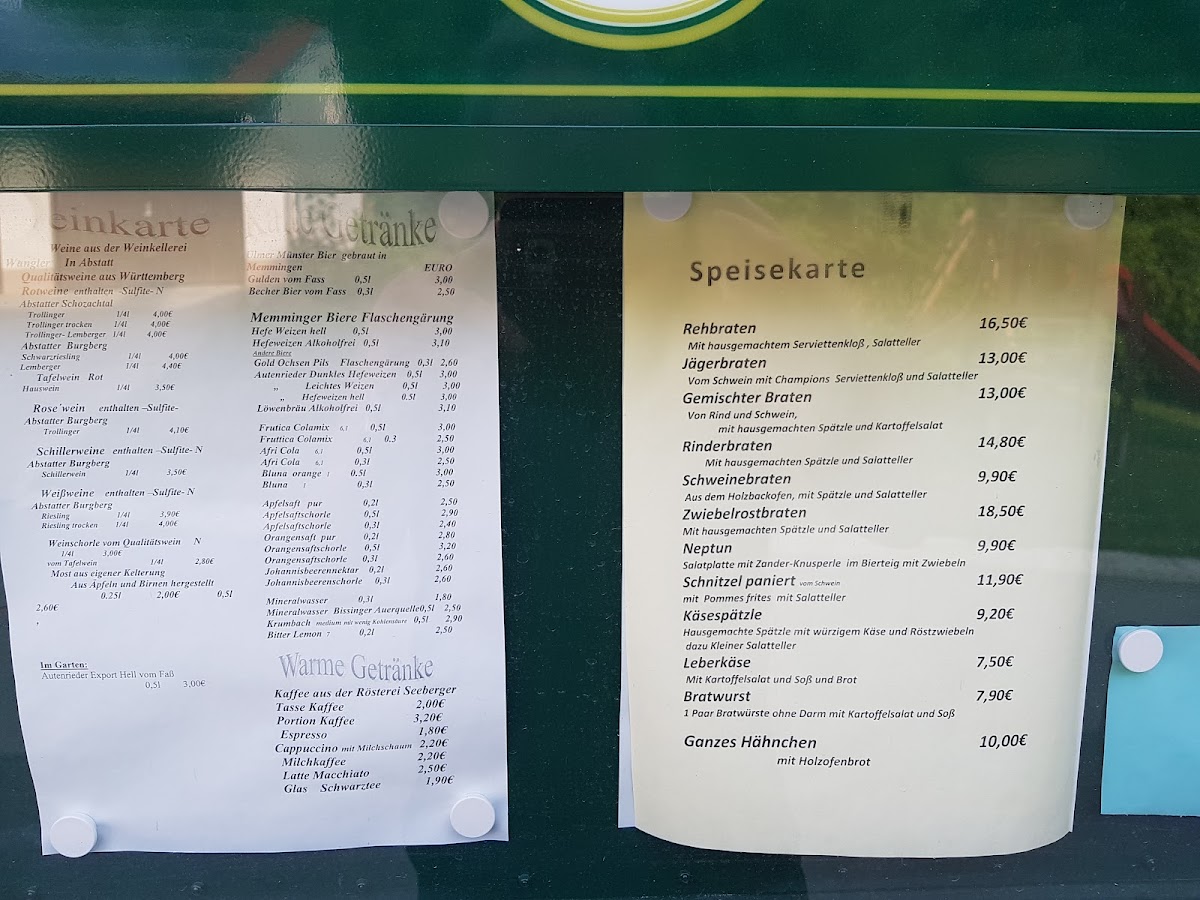 einkarte
Weine aus der Weinkellerei
Wangler In Abstatt
Qualitätsweine aus Württemberg
Rotweine enthalten –Sulfite- N
Abstatter Schozachtal
Trollinger 1/4l 4,00€
Trollinger trocken 1/4l 4,00€
Trollinger- Lemberger 1/4l 4,00€
Abstatter Burgberg
Schwarzriesling 1/4l 4,00€
Lemberger 1/4l 4,40€
Tafelwein Rot
Hauswein 1/4l 3,50€
Rose´wein enthalten –Sulfite-
Abstatter Burgberg
Trollinger 1/4l 4,10€
Schillerweine enthalten –Sulfite- N
Abstatter Burgberg
Schillerwein 1/4l 3,50€
Weißweine enthalten –Sulfite- N
Abstatter Burgberg
Riesling 1/4l 3,90€
Riesling trocken 1/4l 4,00€
Weinschorle vom Qualitätswein N
1/4l 3,00€
vom Tafelwein 1/4l 2,80€
Most aus eigener Kelterung
Aus Äpfeln und Birnen hergestellt
0.25l 2,00€ 0,5l
2,60€
Im Garten:
Autenrieder Export Hell vom Faß
0,5l 3,00€
Kalte Getränke
Ulmer Münster Bier gebraut in
Memmingen EURO
Gulden vom Fass 0,5l 3,00
Becher Bier vom Fass 0,3l 2,50
Memminger Biere Flaschengärung
Hefe Weizen hell 0,5l 3,00
Hefeweizen Alkoholfrei 0,5l 3,10
Andere Biere
Gold Ochsen Pils Flaschengärung 0,3l 2,60
Autenrieder Dunkles Hefeweizen 0,5l 3,00
„ Leichtes Weizen 0,5l 3,00
„ Hefeweizen hell 0.5l 3,00
Löwenbräu Alkoholfrei 0,5l 3,10
Frutica Colamix 6,1 0,5l 3,00
Fruttica Colamix 6,1 0.3 2,50
Afri Cola 6,1 0,5l 3,00
Afri Cola 6,1 0,3l 2,50
Bluna orange 1 0.5l 3,00
Bluna 1 0,3l 2,50
Apfelsaft pur 0,2l 2,50
Apfelsaftschorle 0,5l 2,90
Apfelsaftschorle 0,3l 2,40
Orangensaft pur 0,2l 2,80
Orangensaftschorle 0,5l 3,20
Orangensaftschorle 0,3l 2,60
Johannisbeerennektar 0,2l 2,60
Johannisbeerenschorle 0,3l 2,60
Mineralwasser 0,3l 1,80
Mineralwasser Bissinger Auerquelle0,5l 2,50
Krumbach medium mit wenig Kohlensäure 0,5l 2,90
Bitter Lemon 7 0,2l 2,50
Warme Getränke
Kaffee aus der Rösterei Seeberger
Tasse Kaffee 2,00€
Portion Kaffee 3,20€
Espresso 1,80€
Cappuccino mit Milchschaum 2,20€
Milchkaffee 2,20€
Latte Macchiato 2,50€
Glas Schwarztee 1,90€
Speisekarte
Rehbraten 16,50€
Mit hausgemachtem Serviettenkloß , Salatteller
Jägerbraten 13,00€
Vom Schwein mit Champions Serviettenkloß und Salatteller
Gemischter Braten 13,00€
Von Rind und Schwein,
mit hausgemachten Spätzle und Kartoffelsalat
Rinderbraten 14,80€
Mit hausgemachten Spätzle und Salatteller
Schweinebraten 9,90€
Aus dem Holzbackofen, mit Spätzle und Salatteller
Zwiebelrostbraten 18,50€
Mit hausgemachten Spätzle und Salatteller
Neptun 9,90€
Salatplatte mit Zander-Knusperle im Bierteig mit Zwiebeln
Schnitzel paniert vom Schwein 11,90€
mit Pommes frites mit Salatteller
Käsespätzle 9,20€
Hausgemachte Spätzle mit würzigem Käse und Röstzwiebeln
dazu Kleiner Salatteller
Leberkäse 7,50€
Mit Kartoffelsalat und Soß und Brot
Bratwurst 7,90€
1 Paar Bratwürste ohne Darm mit Kartoffelsalat und Soß
Ganzes Hähnchen 10,00€
mit Holzofenbrot